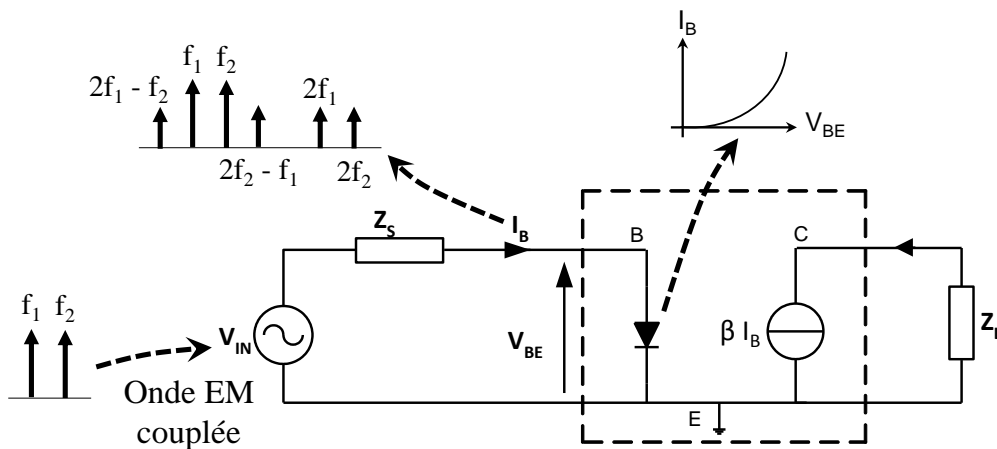 I_B
V_BE
f_1 f_2
2f_1 - f_2
2f_1
2f_2 - f_1
2f_2
Z_S
I_B
B
C
f_1 f_2
V_IN
V_BE
β I_B
E
Onde EM
couplée